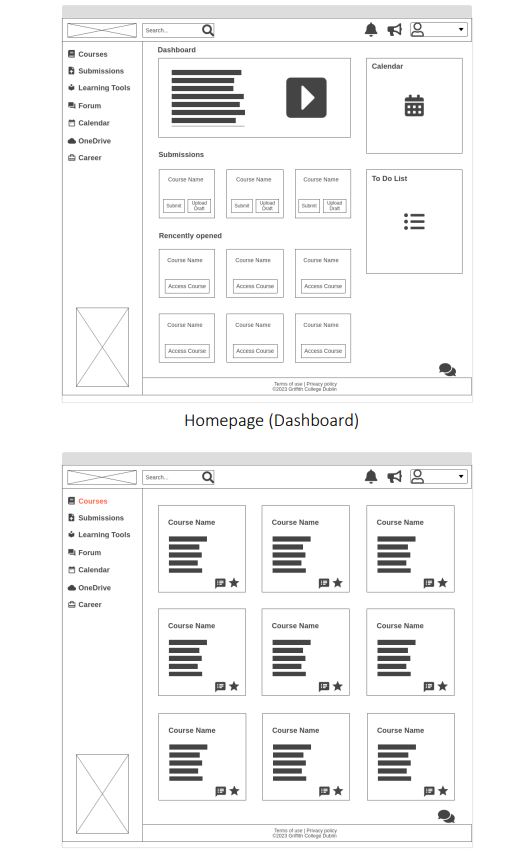 Search...
Courses
Submissions
Learning Tools
Forum
Calendar
OneDrive
Career
Dashboard
Calendar
Submissions
Course Name Course Name Course Name
Submit Upload Draft Submit Upload Draft Submit Upload Draft
To Do List
Rencently opened
Course Name Course Name Course Name
Access Course Access Course Access Course
Course Name Course Name Course Name
Access Course Access Course Access Course
Terms of use | Privacy policy
©2023 Griffith College Dublin
Homepage (Dashboard)
Search...
Courses
Submissions
Learning Tools
Forum
Calendar
OneDrive
Career
Course Name Course Name Course Name
Course Name Course Name Course Name
Course Name Course Name Course Name
Terms of use | Privacy policy
©2023 Griffith College Dublin